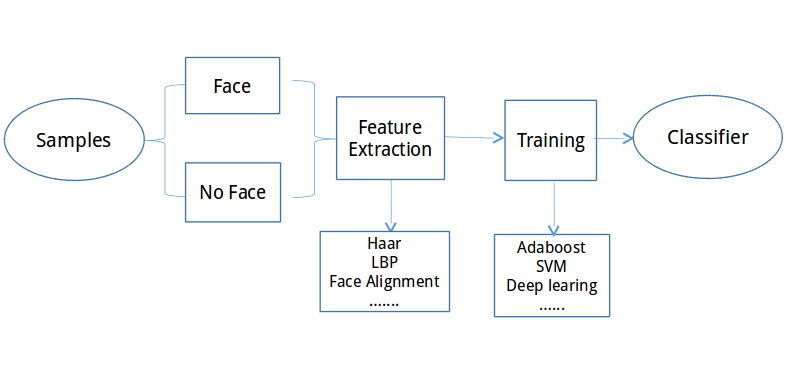 Samples
Face
No Face
Feature
Extraction
Training
Classifier
Haar
LBP
Face Alignment
.......
Adaboost
SVM
Deep learing
......